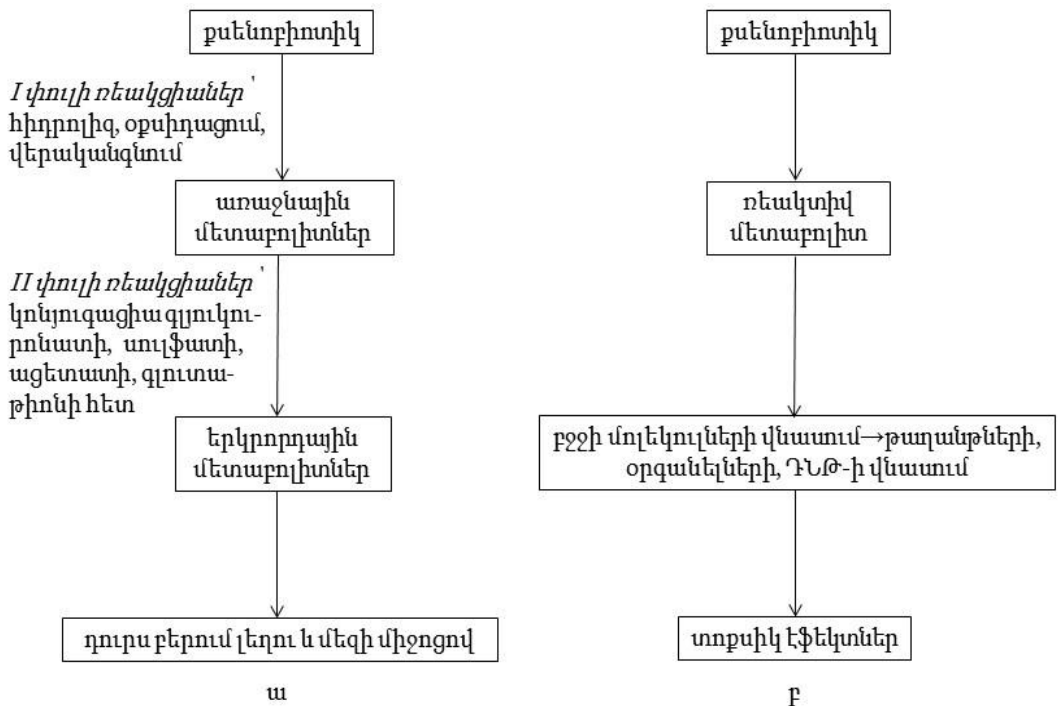 քսենոբիոտիկ
I փուլի ռեակցիաներ՝
հիդրոլիզ, օքսիդացում,
վերականգնում
առաջնային
մետաբոլիտներ
II փուլի ռեակցիաներ՝
կոնյուգացիա գլյուկու-
րոնատի, սուլֆատի,
ացետատի, գլուտա-
թիոնի հետ
երկրորդային
մետաբոլիտներ
դուրս բերում լեղու և մեզի միջոցով
ա
քսենոբիոտիկ
ռեակտիվ
մետաբոլիտ
բջջի մոլեկուլների վնասում→թաղանթների,
օրգանելների, ԴՆԹ-ի վնասում
տոքսիկ էֆեկտներ
բ